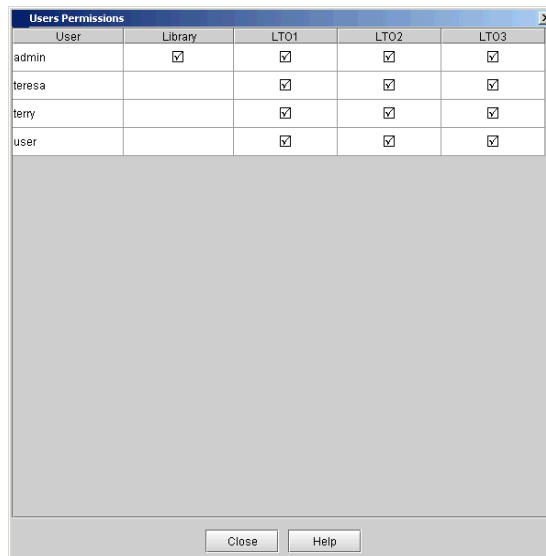 Users Permissions
User Library LTO1 LTO2 LTO3
admin
teresa
terry
user
Close Help